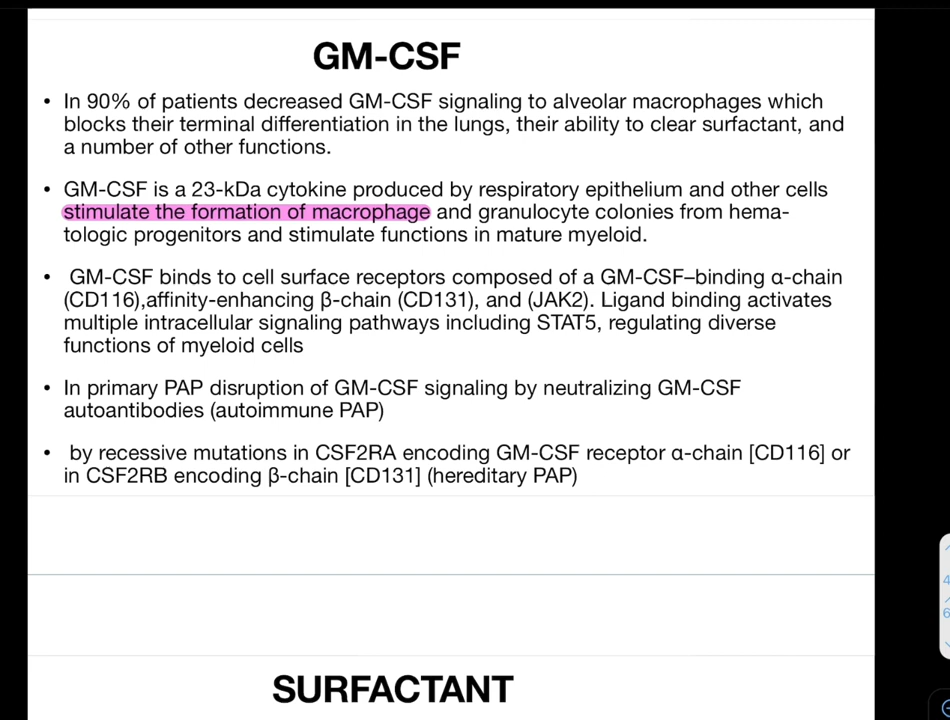 GM-CSF
• In 90% of patients decreased GM-CSF signaling to alveolar macrophages which
blocks their terminal differentiation in the lungs, their ability to clear surfactant, and
a number of other functions.
• GM-CSF is a 23-kDa cytokine produced by respiratory epithelium and other cells
stimulate the formation of macrophage and granulocyte colonies from hema-
tologic progenitors and stimulate functions in mature myeloid.
• GM-CSF binds to cell surface receptors composed of a GM-CSF–binding α-chain
(CD116),affinity-enhancing β-chain (CD131), and (JAK2). Ligand binding activates
multiple intracellular signaling pathways including STAT5, regulating diverse
functions of myeloid cells
• In primary PAP disruption of GM-CSF signaling by neutralizing GM-CSF
autoantibodies (autoimmune PAP)
• by recessive mutations in CSF2RA encoding GM-CSF receptor α-chain [CD116] or
in CSF2RB encoding β-chain [CD131] (hereditary PAP)
4
6
SURFACTANT